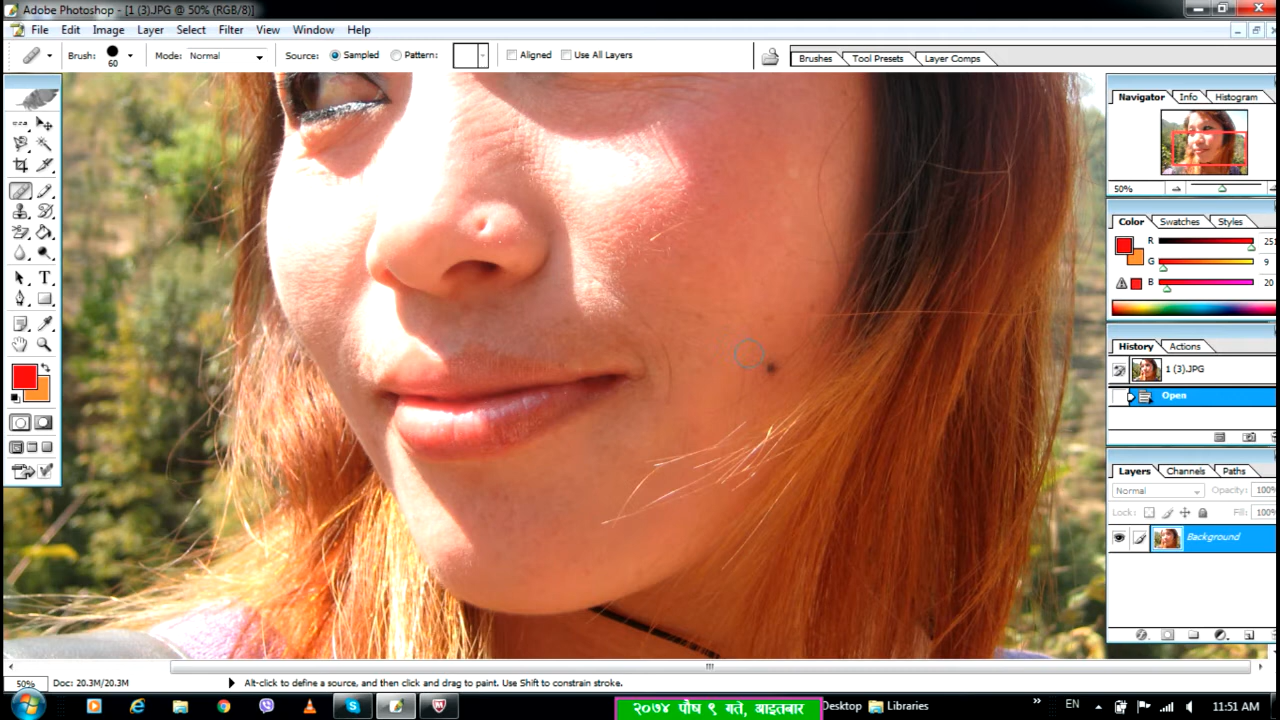 Adobe Photoshop - [1 (3).JPG @ 50% (RGB/8)]
File Edit Image Layer Select Filter View Window Help
Brush: 60 Mode: Normal Source: Sampled Pattern: Aligned Use All Layers Brushes Tool Presets Layer Comps
Navigator Info Histogram
50%
Color Swatches Styles
R 251
G 9
B 20
History Actions
1 (3).JPG
Open
Layers Channels Paths
Normal Opacity: 100%
Lock: Fill: 100%
Background
50% Doc: 20.3M/20.3M Alt-click to define a source, and then click and drag to paint. Use Shift to constrain stroke.
२०७४ पौष ९ गते, आइतबार Desktop Libraries EN 11:51 AM